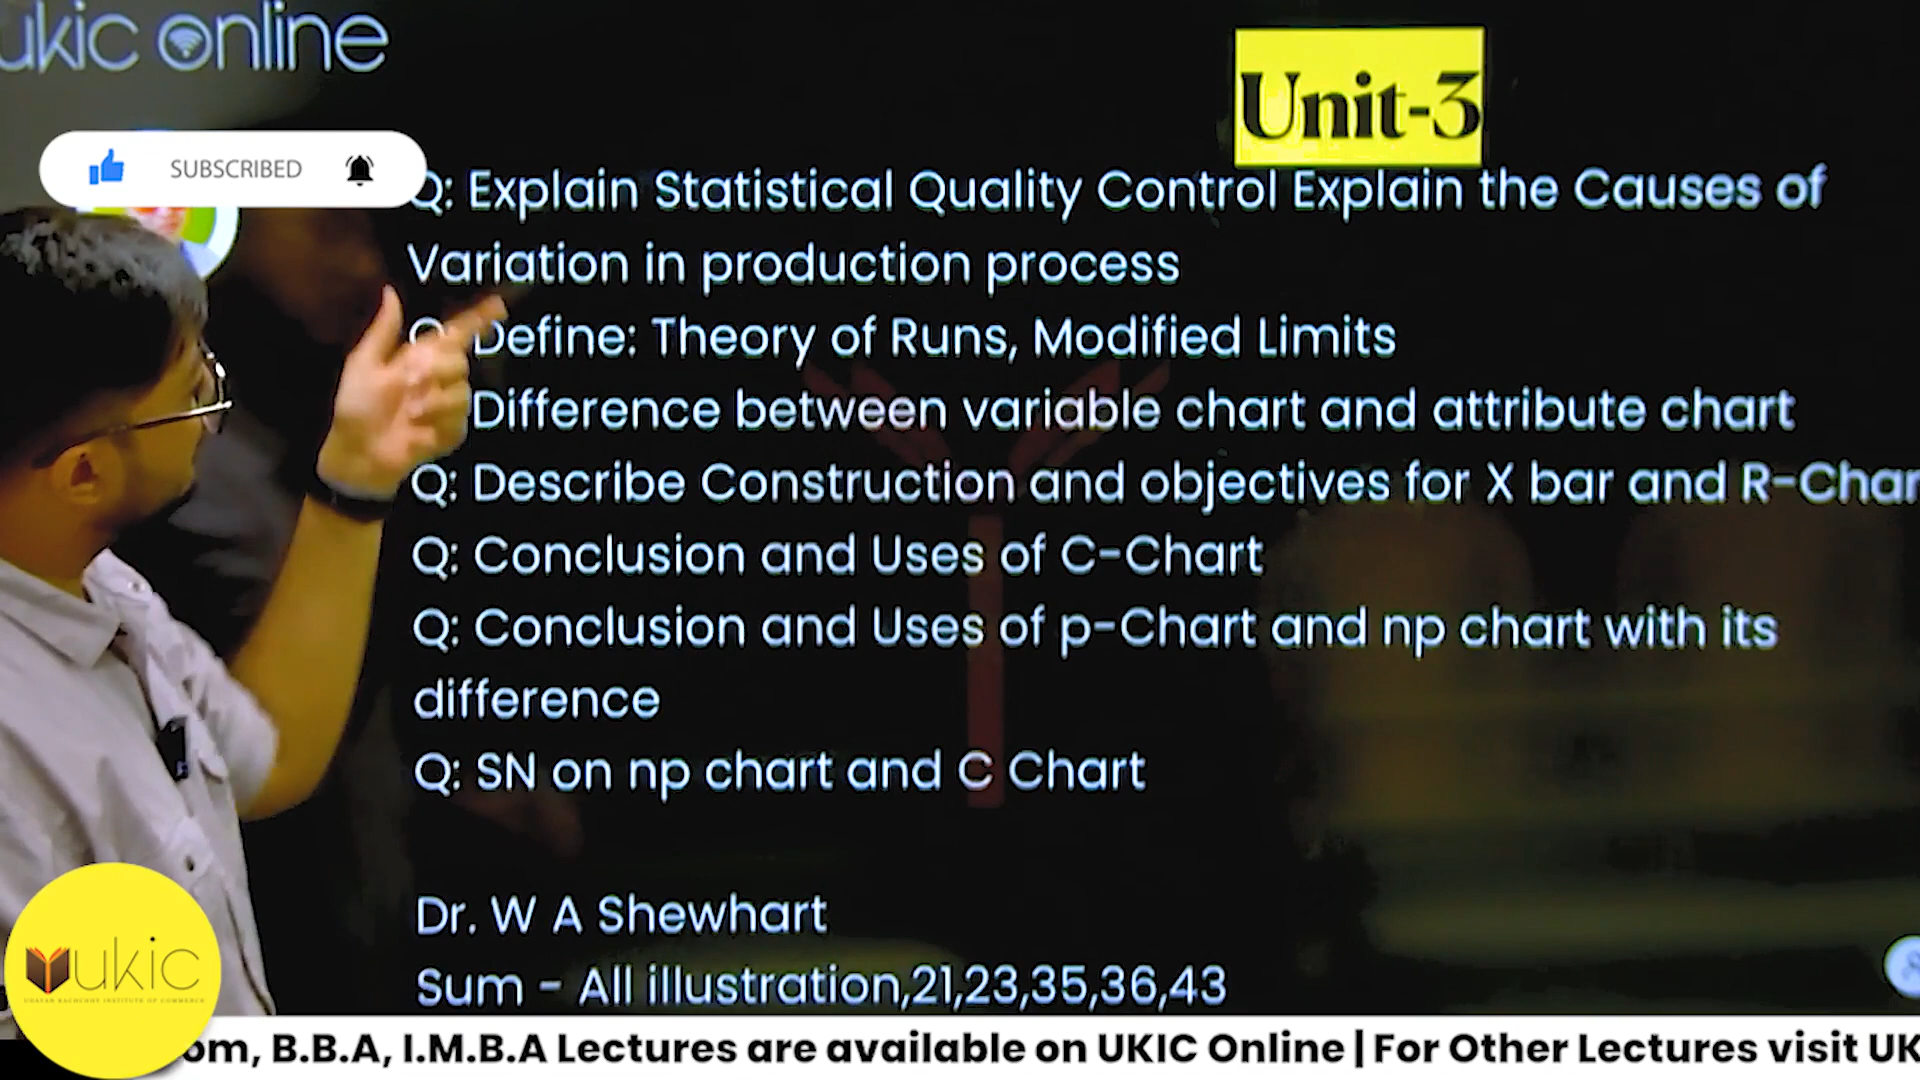 ukic online
Unit-3
SUBSCRIBED
Q: Explain Statistical Quality Control Explain the Causes of
Variation in production process
Define: Theory of Runs, Modified Limits
Difference between variable chart and attribute chart
Q: Describe Construction and objectives for X bar and R-Char
Q: Conclusion and Uses of C-Chart
Q: Conclusion and Uses of p-Chart and np chart with its
difference
Q: SN on np chart and C Chart
Dr. W A Shewhart
Sum - All illustration,21,23,35,36,43
ukic
om, B.B.A, I.M.B.A Lectures are available on UKIC Online | For Other Lectures visit UK